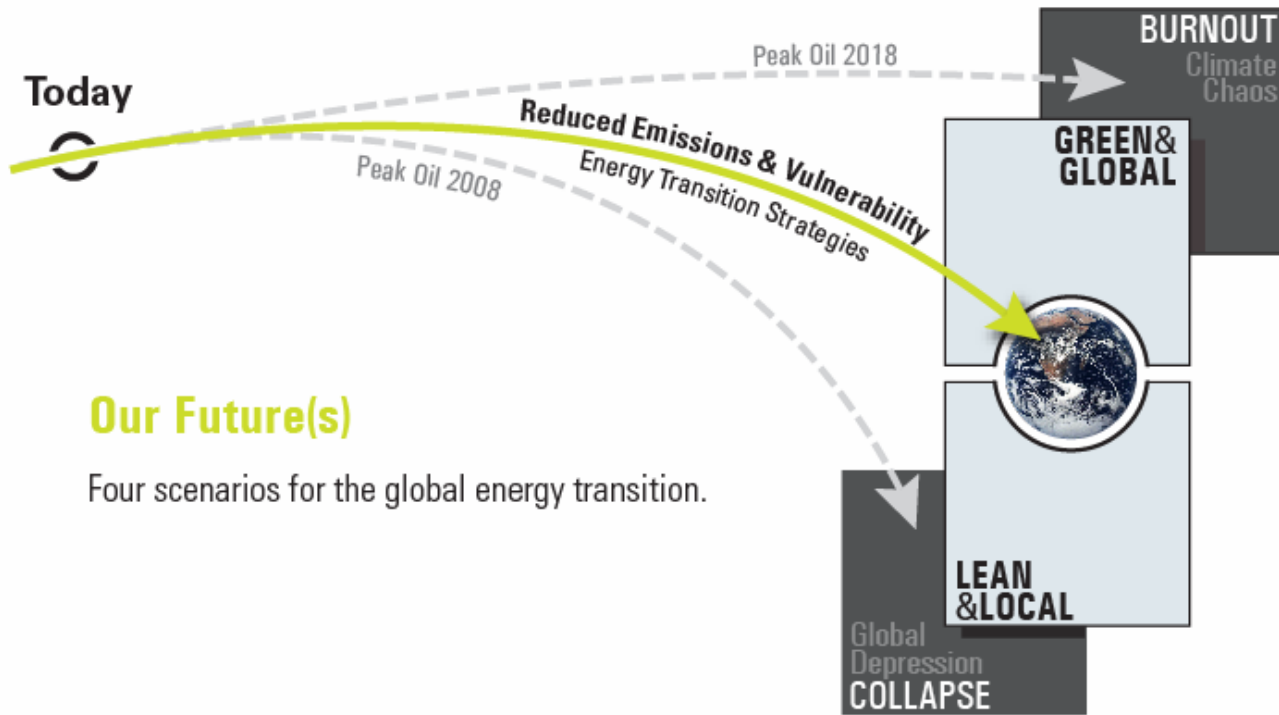 BURNOUT
Climate
Chaos
Peak Oil 2018
Today
Reduced Emissions & Vulnerability
Energy Transition Strategies
Peak Oil 2008
GREEN&
GLOBAL
Our Future(s)
Four scenarios for the global energy transition.
LEAN
&LOCAL
Global
Depression
COLLAPSE